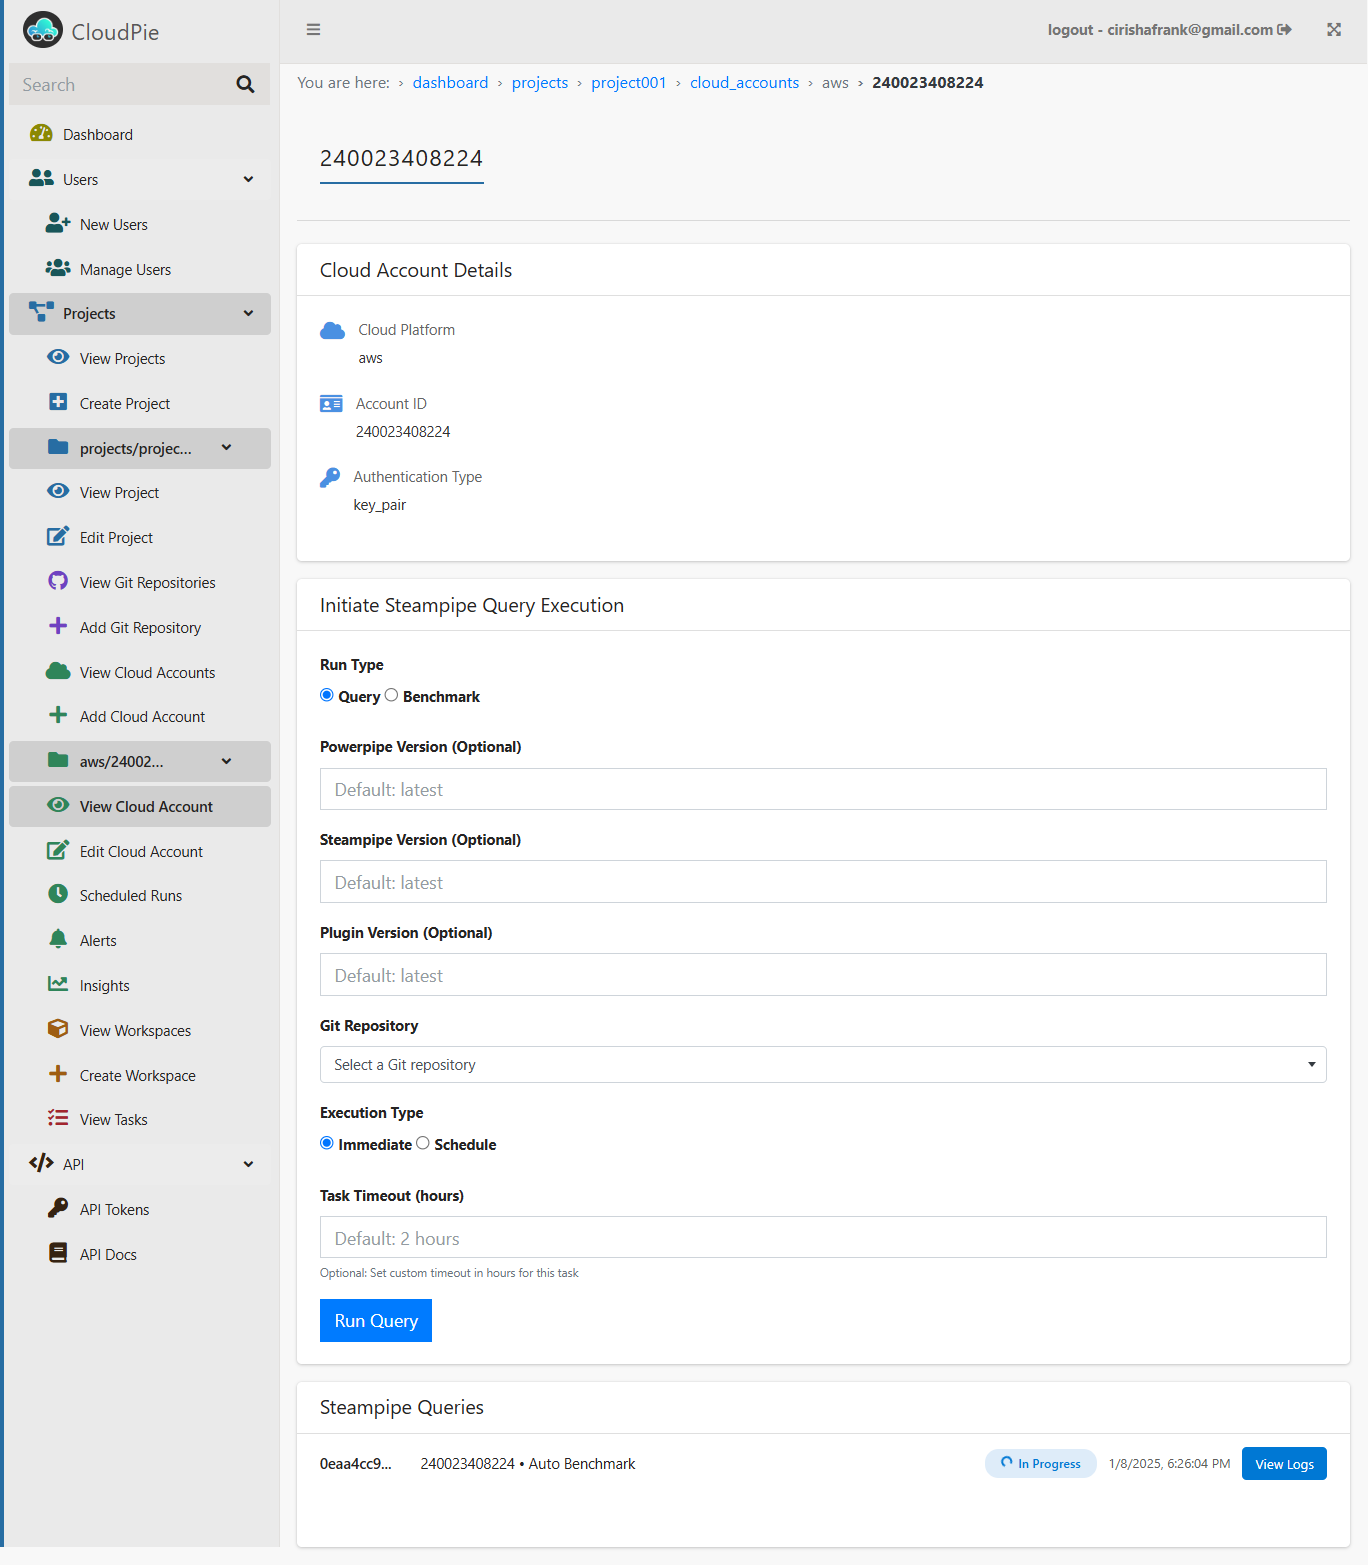 CloudPie
Search
Dashboard
Users
New Users
Manage Users
Projects
View Projects
Create Project
projects/projec...
View Project
Edit Project
View Git Repositories
Add Git Repository
View Cloud Accounts
Add Cloud Account
aws/24002...
View Cloud Account
Edit Cloud Account
Scheduled Runs
Alerts
Insights
View Workspaces
Create Workspace
View Tasks
API
API Tokens
API Docs
logout - cirishafrank@gmail.com
You are here: › dashboard › projects › project001 › cloud_accounts › aws › 240023408224
240023408224
Cloud Account Details
Cloud Platform
aws
Account ID
240023408224
Authentication Type
key_pair
Initiate Steampipe Query Execution
Run Type
Query Benchmark
Powerpipe Version (Optional)
Default: latest
Steampipe Version (Optional)
Default: latest
Plugin Version (Optional)
Default: latest
Git Repository
Select a Git repository
Execution Type
Immediate Schedule
Task Timeout (hours)
Default: 2 hours
Optional: Set custom timeout in hours for this task
Run Query
Steampipe Queries
0eaa4cc9... 240023408224 • Auto Benchmark In Progress 1/8/2025, 6:26:04 PM View Logs